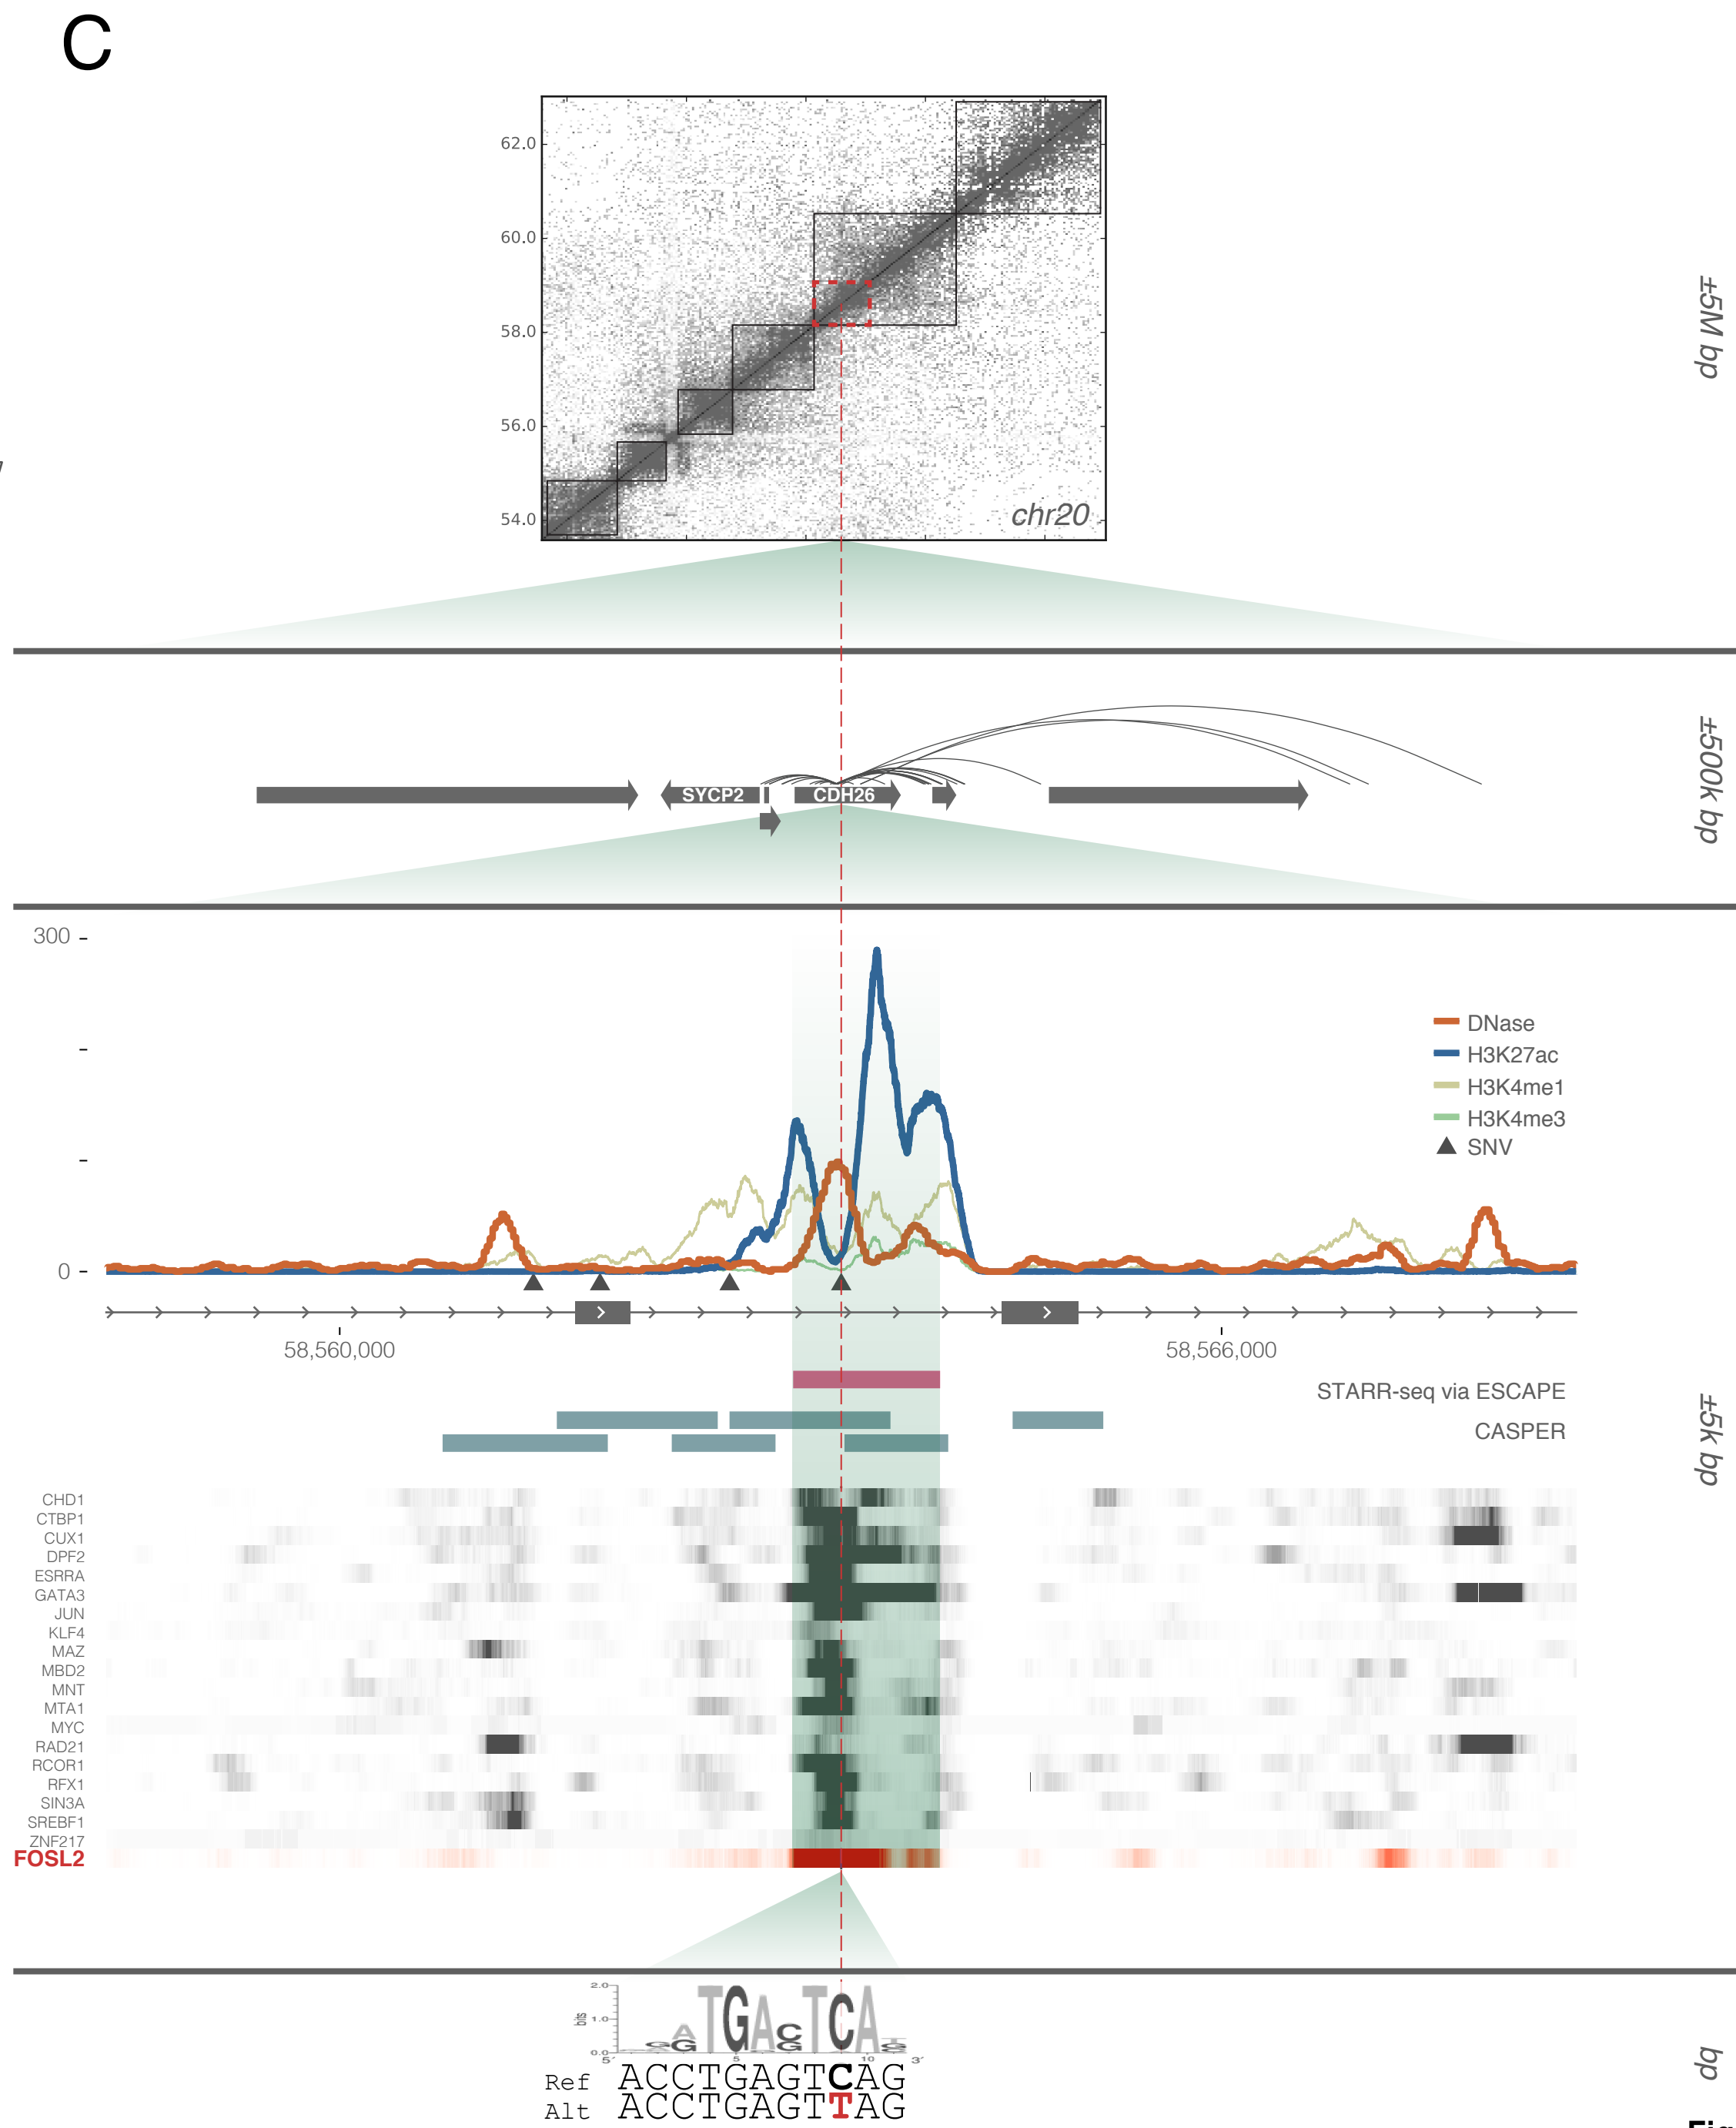 C
62.0
60.0
58.0
56.0
54.0
chr20
±5M bp
SYCP2
CDH26
±500k bp
300
0
DNase
H3K27ac
H3K4me1
H3K4me3
SNV
58,560,000
58,566,000
STARR-seq via ESCAPE
CASPER
±5k bp
CHD1
CTBP1
CUX1
DPF2
ESRRA
GATA3
JUN
KLF4
MAZ
MBD2
MNT
MTA1
MYC
RAD21
RCOR1
RFX1
SIN3A
SREBF1
ZNF217
FOSL2
2.0
bits
1.0
0.0
TGA TCA
5′ 5 10 3′
bp
Ref ACCTGAGTCAG
Alt ACCTGAGTTAG